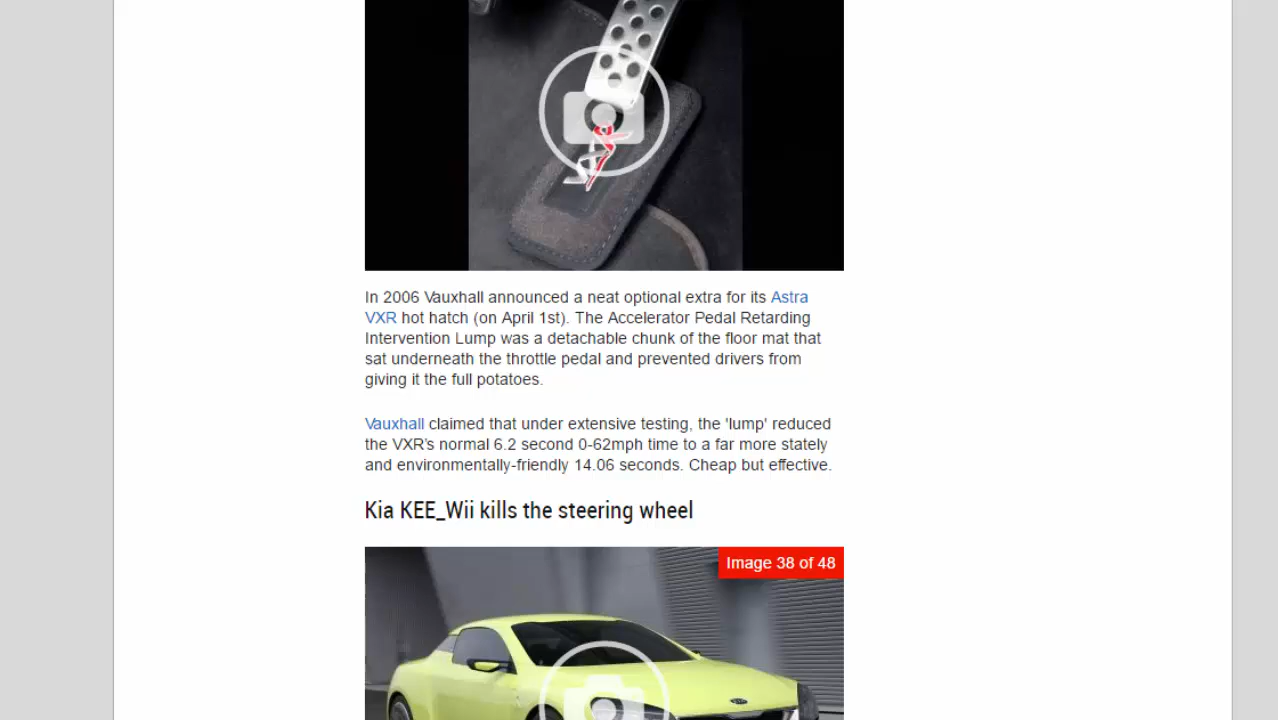 In 2006 Vauxhall announced a neat optional extra for its Astra
VXR hot hatch (on April 1st). The Accelerator Pedal Retarding
Intervention Lump was a detachable chunk of the floor mat that
sat underneath the throttle pedal and prevented drivers from
giving it the full potatoes.
Vauxhall claimed that under extensive testing, the 'lump' reduced
the VXR's normal 6.2 second 0-62mph time to a far more stately
and environmentally-friendly 14.06 seconds. Cheap but effective.
Kia KEE_Wii kills the steering wheel
Image 38 of 48